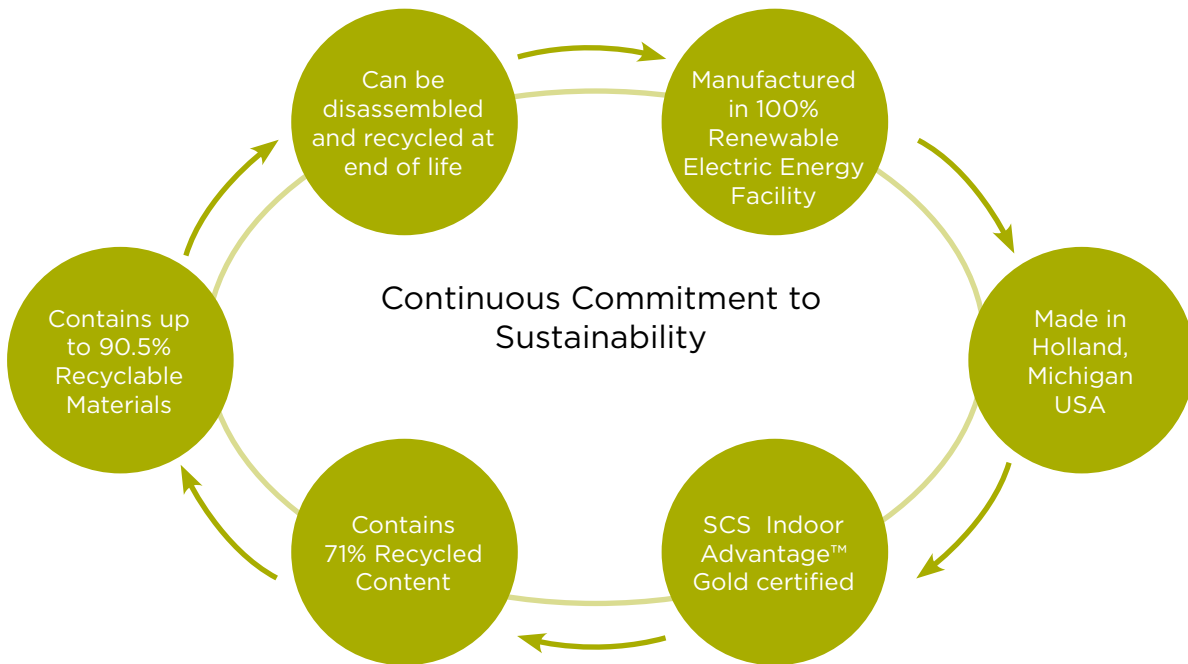 Can be
disassembled
and recycled at
end of life
Manufactured
in 100%
Renewable
Electric Energy
Facility
Continuous Commitment to
Sustainability
Contains up
to 90.5%
Recyclable
Materials
Made in
Holland,
Michigan
USA
Contains
71% Recycled
Content
SCS  Indoor
Advantage™
Gold certified